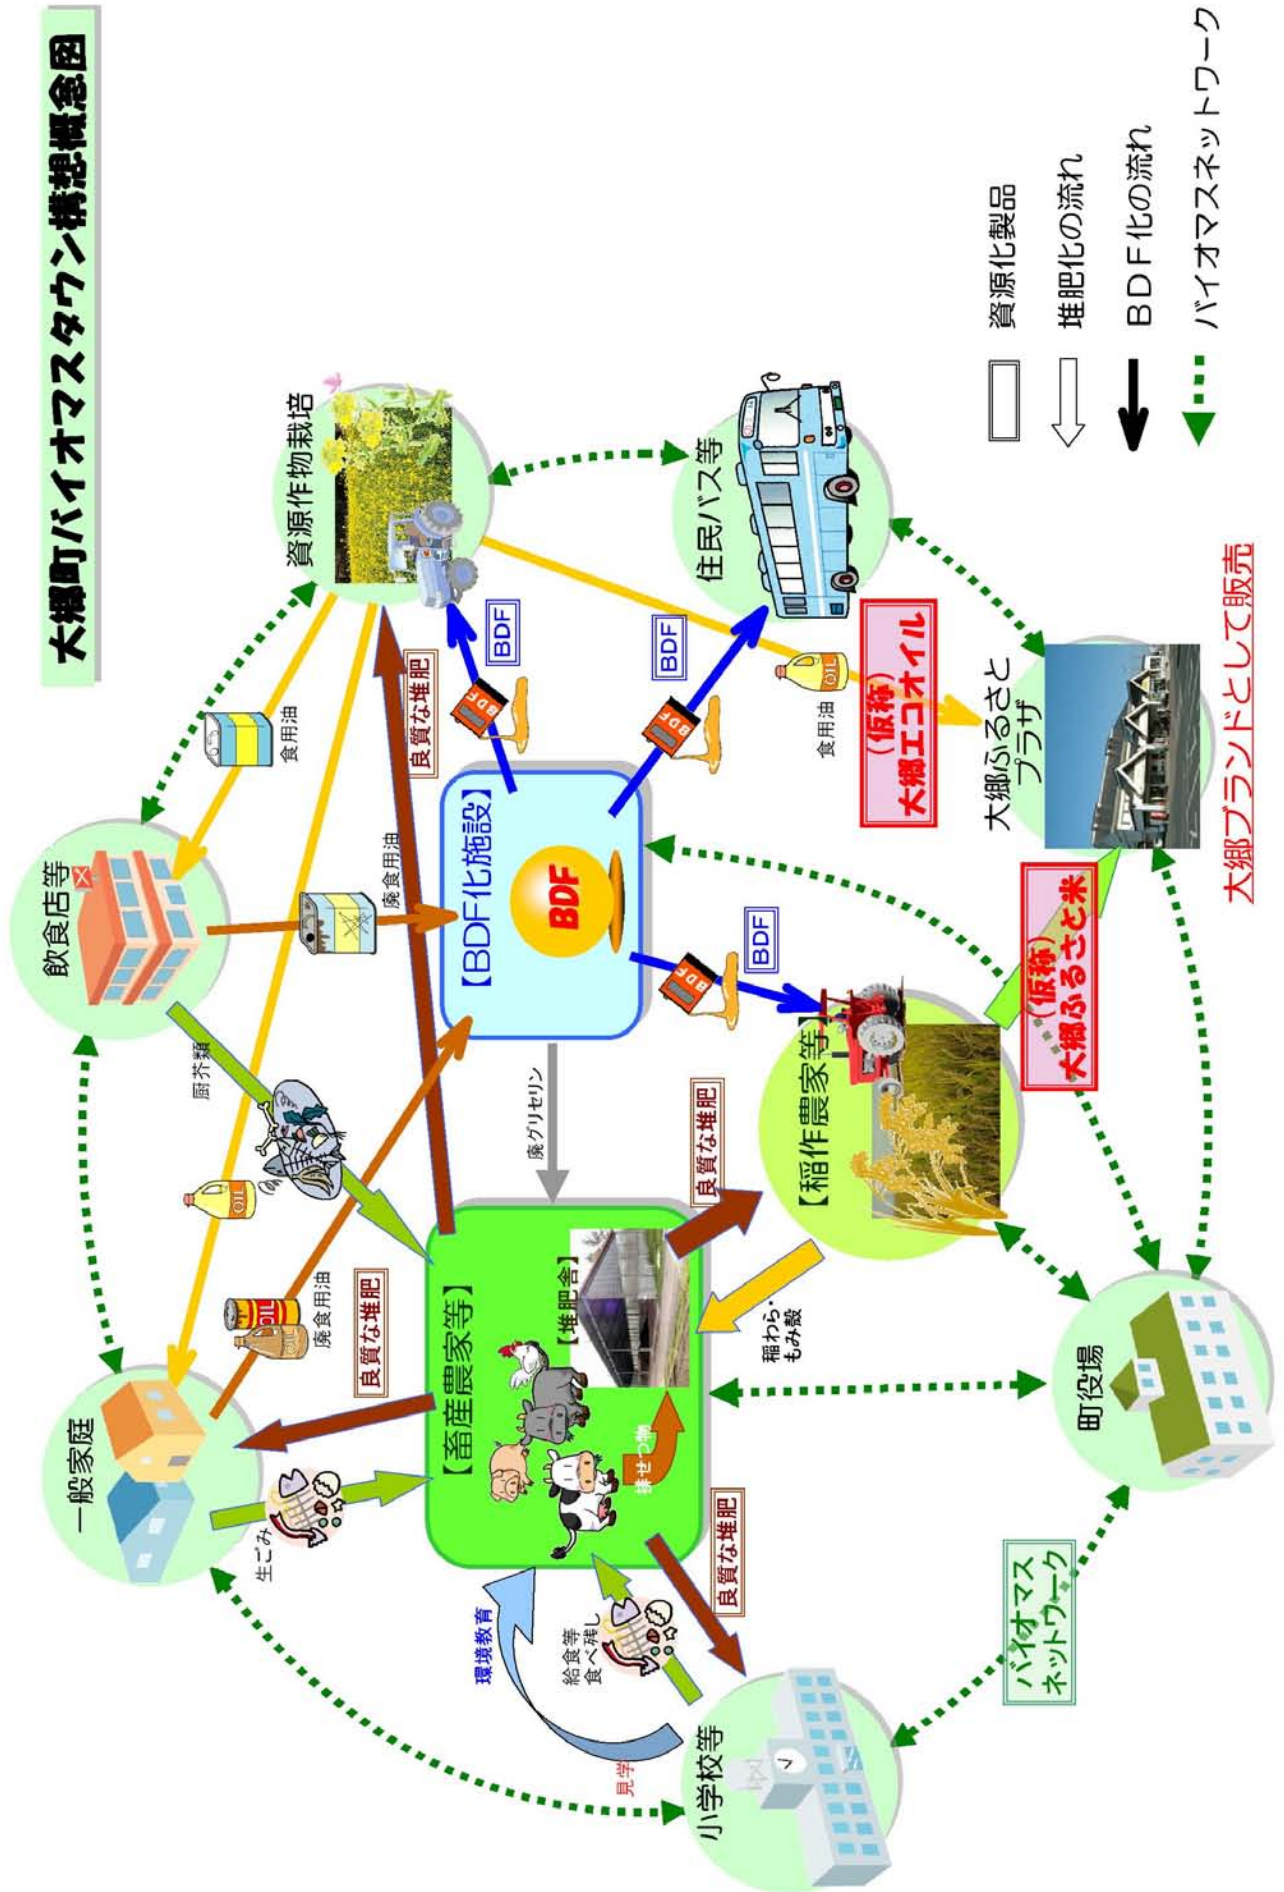 大郷町バイオマスタウン構想概念図
一般家庭
飲食店等
資源作物栽培
食用油
厨芥類
生ごみ
廃食用油
廃食用油
良質な堆肥
良質な堆肥
BDF
環境教育
見学
給食等
食べ残し
小学校等
【畜産農家等】
【堆肥舎】
排せつ物
廃グリセリン
【BDF化施設】
BDF
BDF
住民バス等
良質な堆肥
良質な堆肥
稲わら・
もみ殻
【稲作農家等】
BDF
食用油
(仮称)
大郷エコオイル
(仮称)
大郷ふるさと米
大郷ふるさと
プラザ
大郷ブランドとして販売
町役場
バイオマス
ネットワーク
資源化製品
堆肥化の流れ
BDF化の流れ
バイオマスネットワーク
OIL
OIL
OIL
OIL
BDF
BDF
BDF